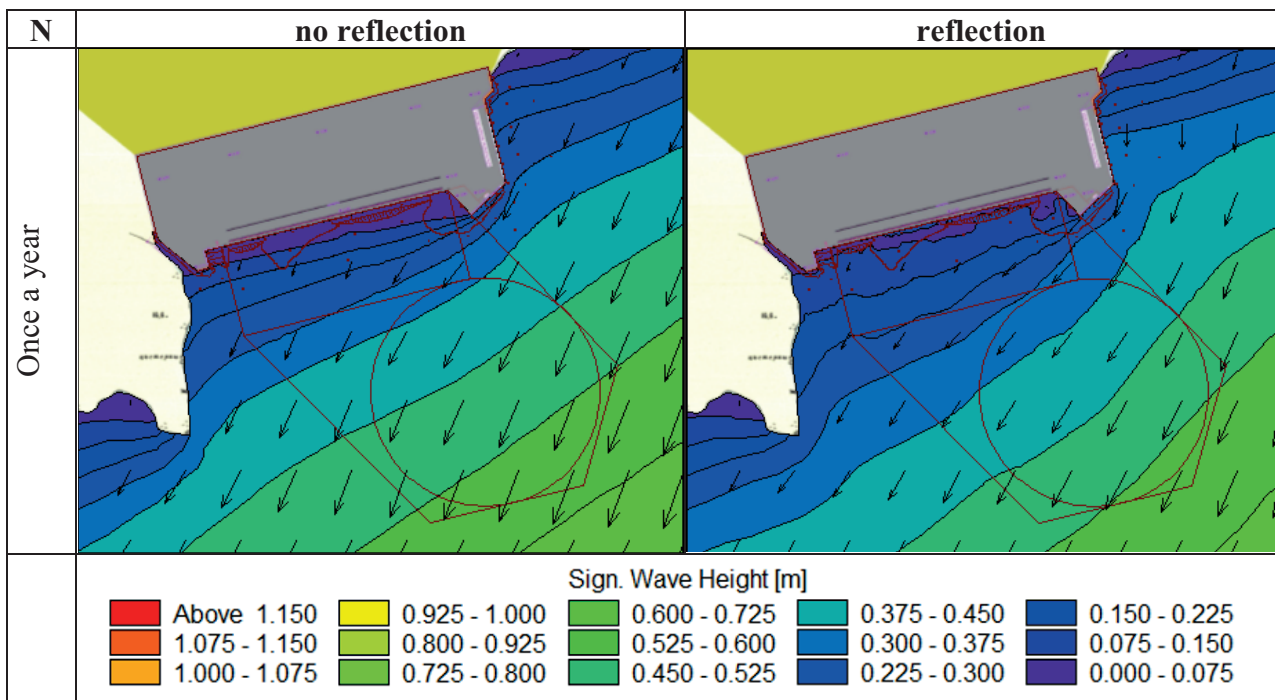 N
no reflection
reflection
Once a year
Sign. Wave Height [m]
Above 1.150
1.075 - 1.150
1.000 - 1.075
0.925 - 1.000
0.800 - 0.925
0.725 - 0.800
0.600 - 0.725
0.525 - 0.600
0.450 - 0.525
0.375 - 0.450
0.300 - 0.375
0.225 - 0.300
0.150 - 0.225
0.075 - 0.150
0.000 - 0.075